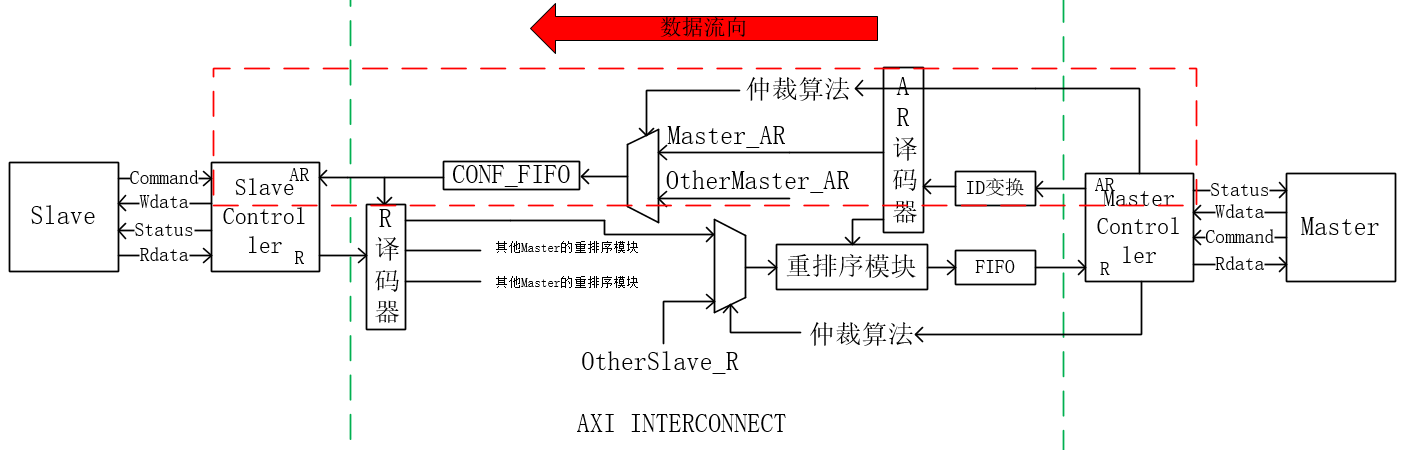 数据流向
仲裁算法
A
R
译
码
器
Master_AR
CONF_FIFO
OtherMaster_AR
ID变换
Slave
Command
Wdata
Status
Rdata
AR
Slave
Controller
ller
R
R
译
码
器
其他Master的重排序模块
其他Master的重排序模块
重排序模块
FIFO
AR
Master
Control
ler
R
Status
Wdata
Command
Rdata
Master
仲裁算法
OtherSlave_R
AXI INTERCONNECT